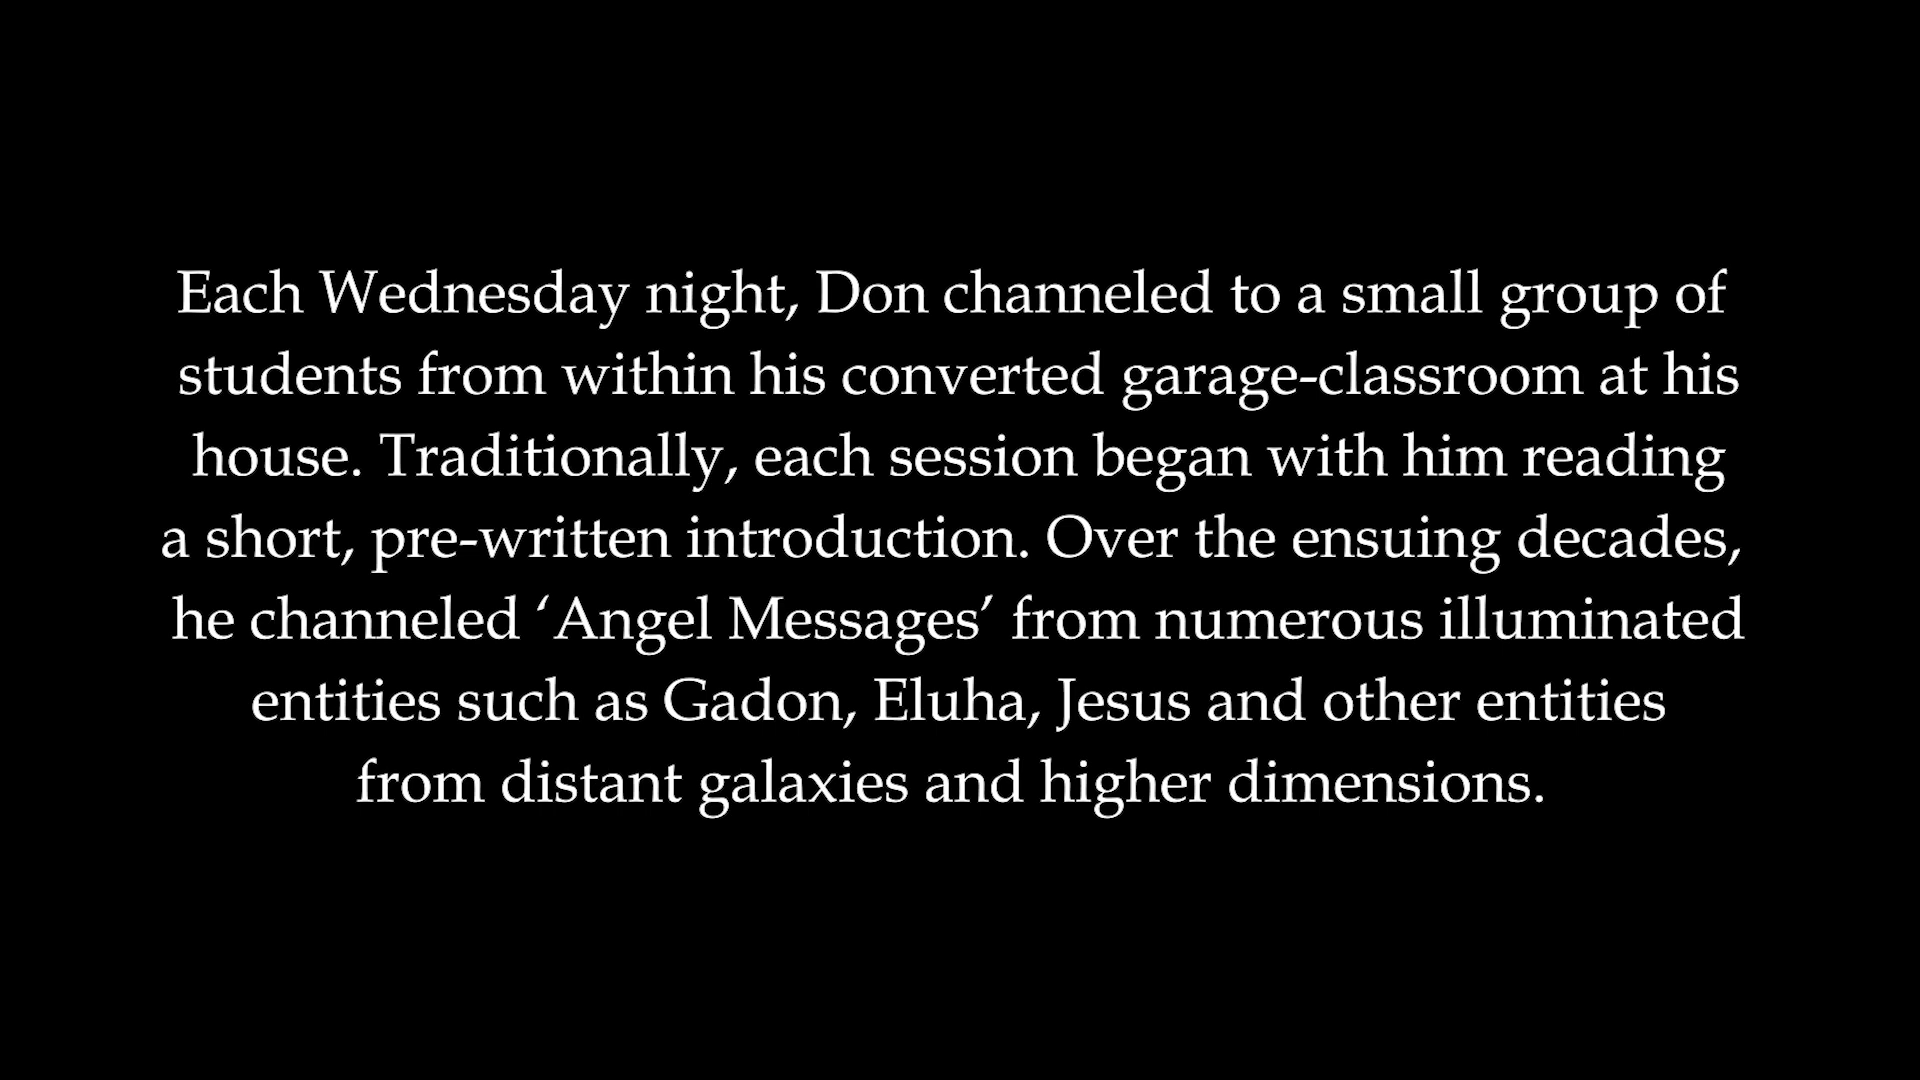 Each Wednesday night, Don channeled to a small group of
students from within his converted garage-classroom at his
house. Traditionally, each session began with him reading
a short, pre-written introduction. Over the ensuing decades,
he channeled ‘Angel Messages’ from numerous illuminated
entities such as Gadon, Eluha, Jesus and other entities
from distant galaxies and higher dimensions.